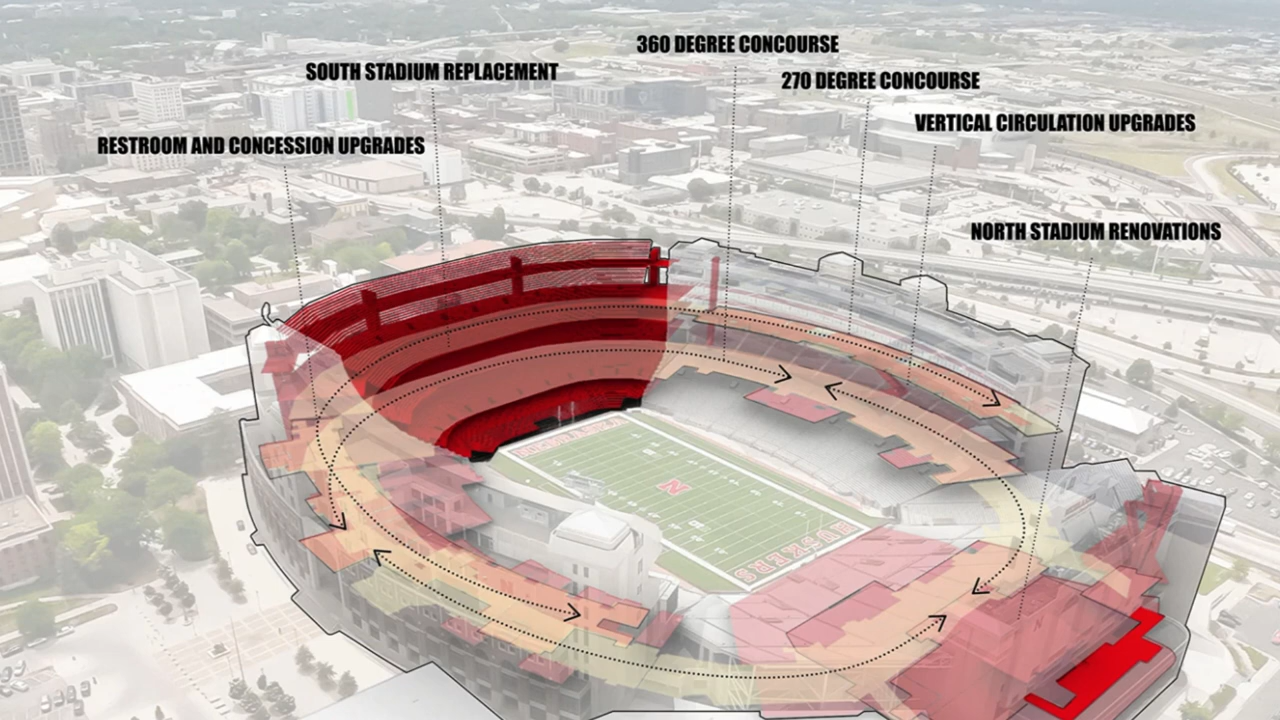 360 DEGREE CONCOURSE
SOUTH STADIUM REPLACEMENT
270 DEGREE CONCOURSE
VERTICAL CIRCULATION UPGRADES
RESTROOM AND CONCESSION UPGRADES
NORTH STADIUM RENOVATIONS
N
HUSKERS